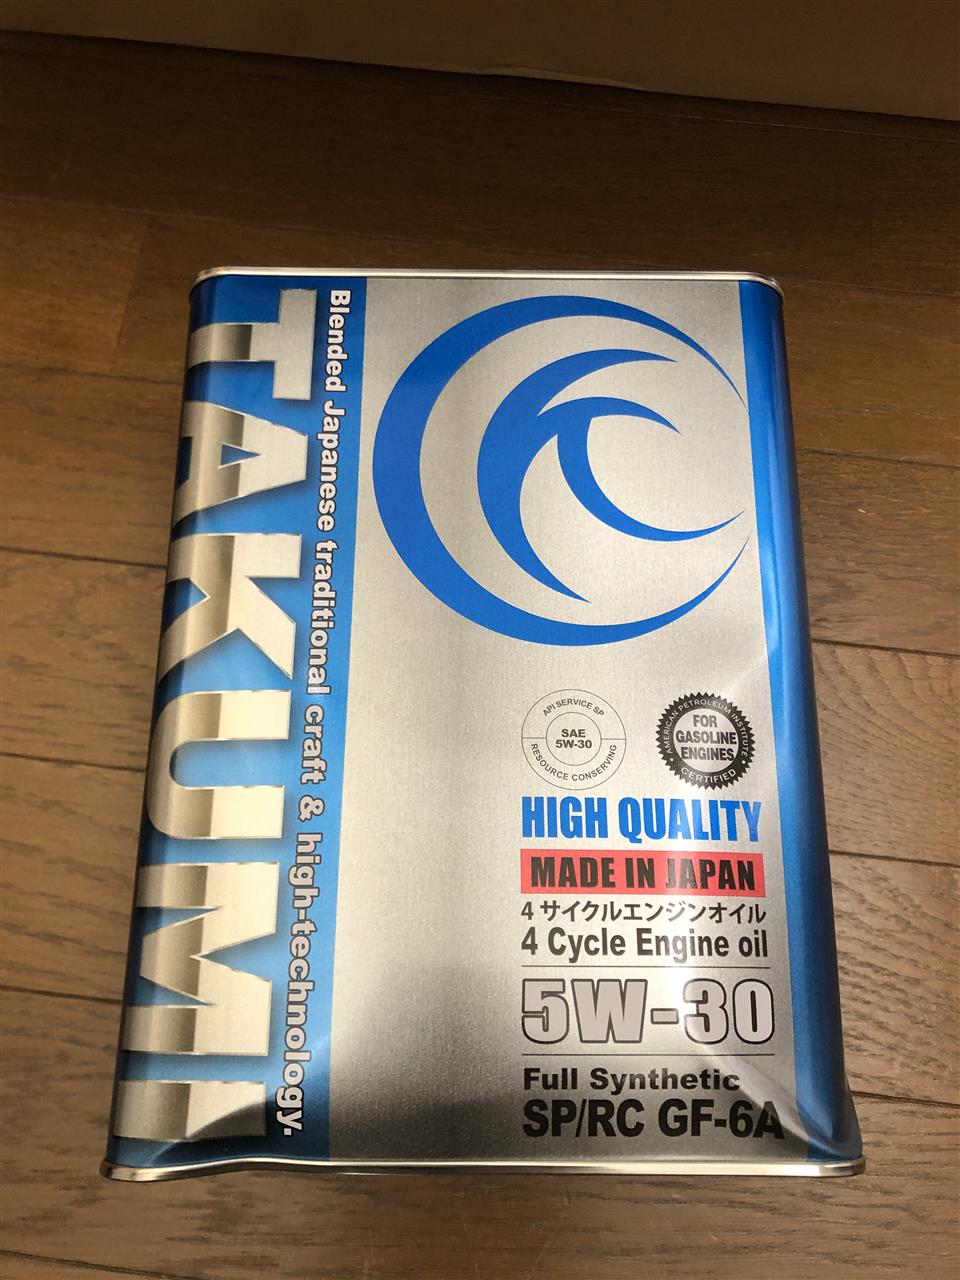 TAKUMI
Blended Japanese traditional craft & high-technology.
API SERVICE SP
SAE
5W-30
RESOURCE CONSERVING
AMERICAN PETROLEUM INSTITUTE
FOR
GASOLINE
ENGINES
CERTIFIED
HIGH QUALITY
MADE IN JAPAN
4サイクルエンジンオイル
4 Cycle Engine oil
5W-30
Full Synthetic
SP/RC GF-6A